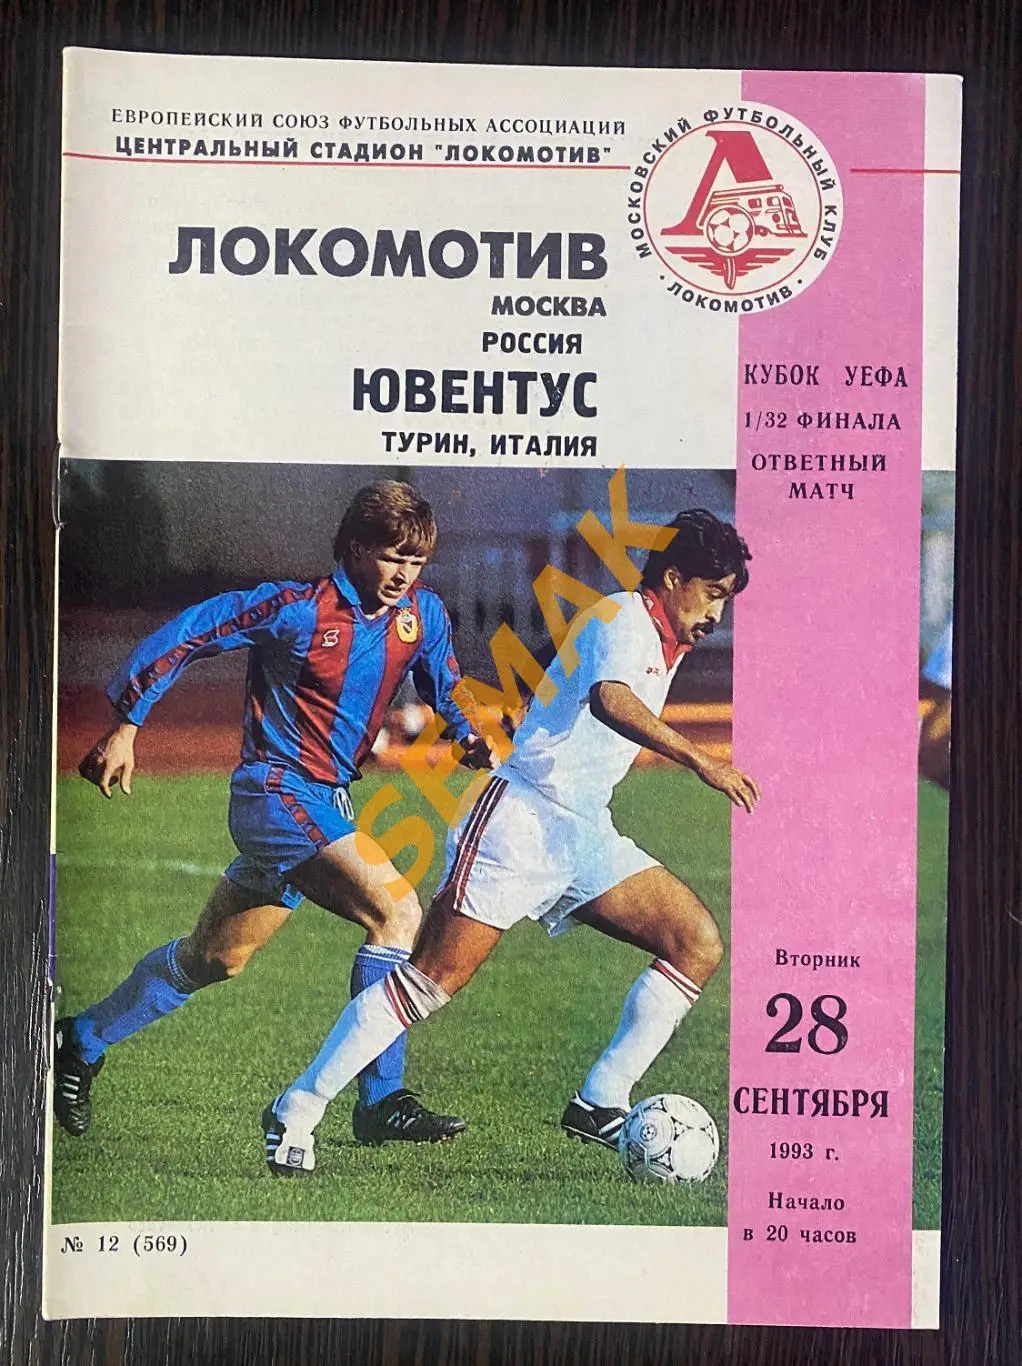 ЕВРОПЕЙСКИЙ СОЮЗ ФУТБОЛЬНЫХ АССОЦИАЦИЙ
ЦЕНТРАЛЬНЫЙ СТАДИОН "ЛОКОМОТИВ"
МОСКОВСКИЙ ФУТБОЛЬНЫЙ КЛУБ
· ЛОКОМОТИВ ·
Л
ЛОКОМОТИВ
МОСКВА
РОССИЯ
ЮВЕНТУС
ТУРИН, ИТАЛИЯ
КУБОК УЕФА
1/32 ФИНАЛА
ОТВЕТНЫЙ
МАТЧ
SEMAK
Вторник
28
СЕНТЯБРЯ
1993 г.
Начало
в 20 часов
№ 12 (569)